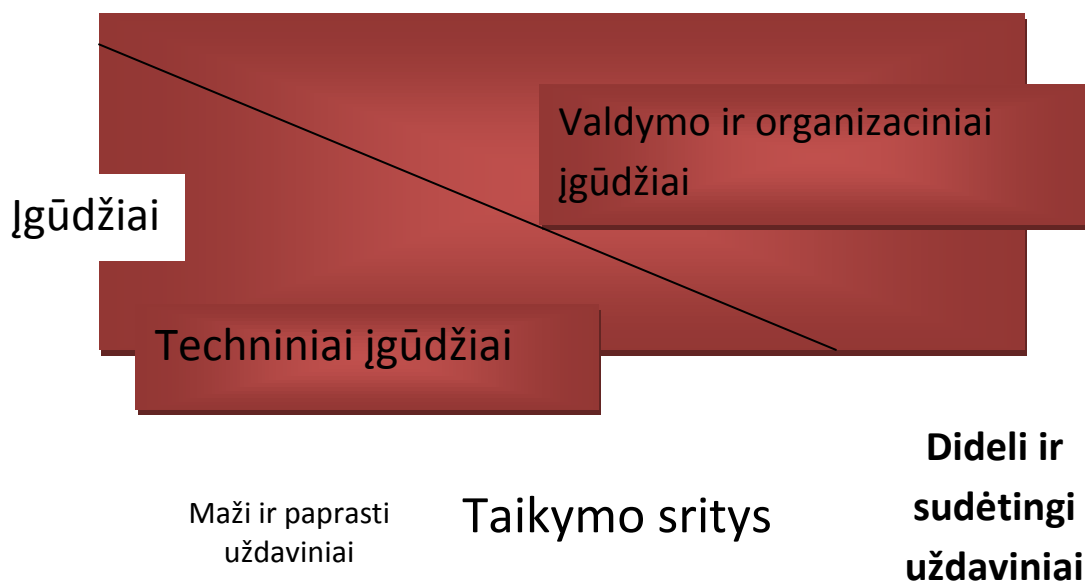 Valdymo ir organizaciniai
įgūdžiai
Įgūdžiai
Techniniai įgūdžiai
Maži ir paprasti
uždaviniai
Taikymo sritys
Dideli ir
sudėtingi
uždaviniai